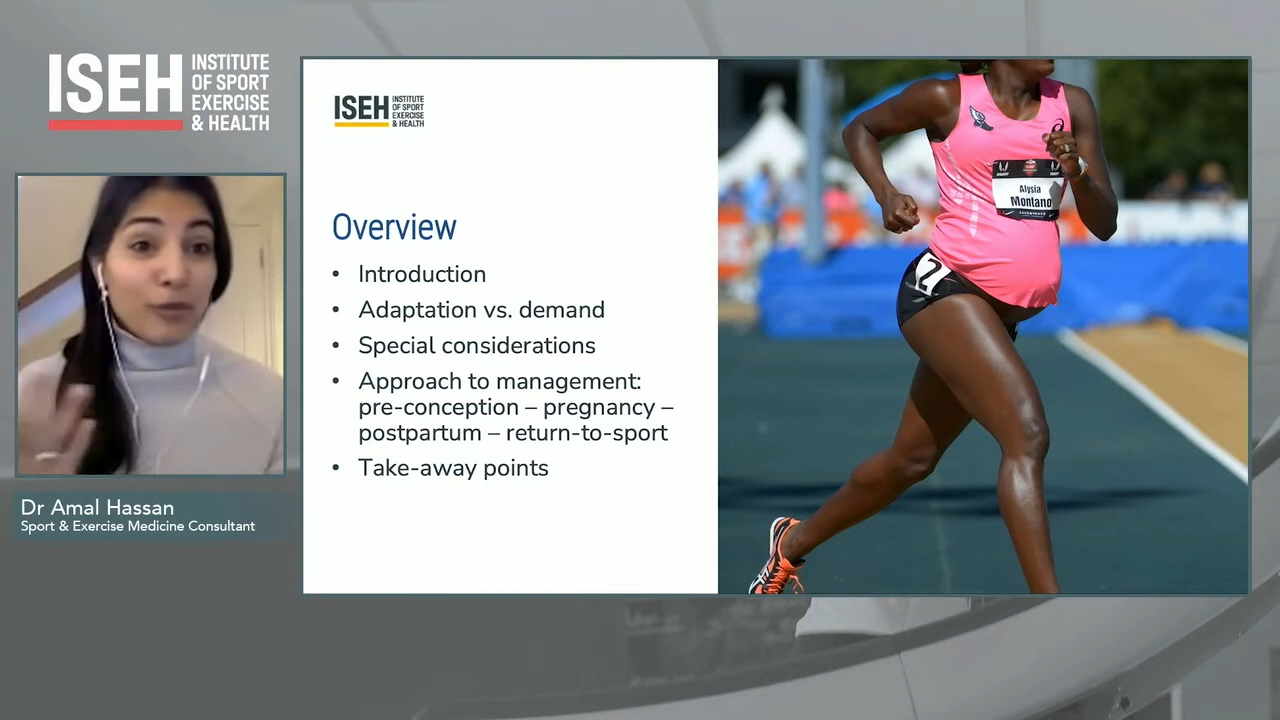 ISEH INSTITUTE
OF SPORT
EXERCISE
& HEALTH
Dr Amal Hassan
Sport & Exercise Medicine Consultant
ISEH INSTITUTE
OF SPORT
EXERCISE
& HEALTH
Overview
• Introduction
• Adaptation vs. demand
• Special considerations
• Approach to management:
pre-conception – pregnancy –
postpartum – return-to-sport
• Take-away points
Alysia
Montano
SACRAMENTO
2